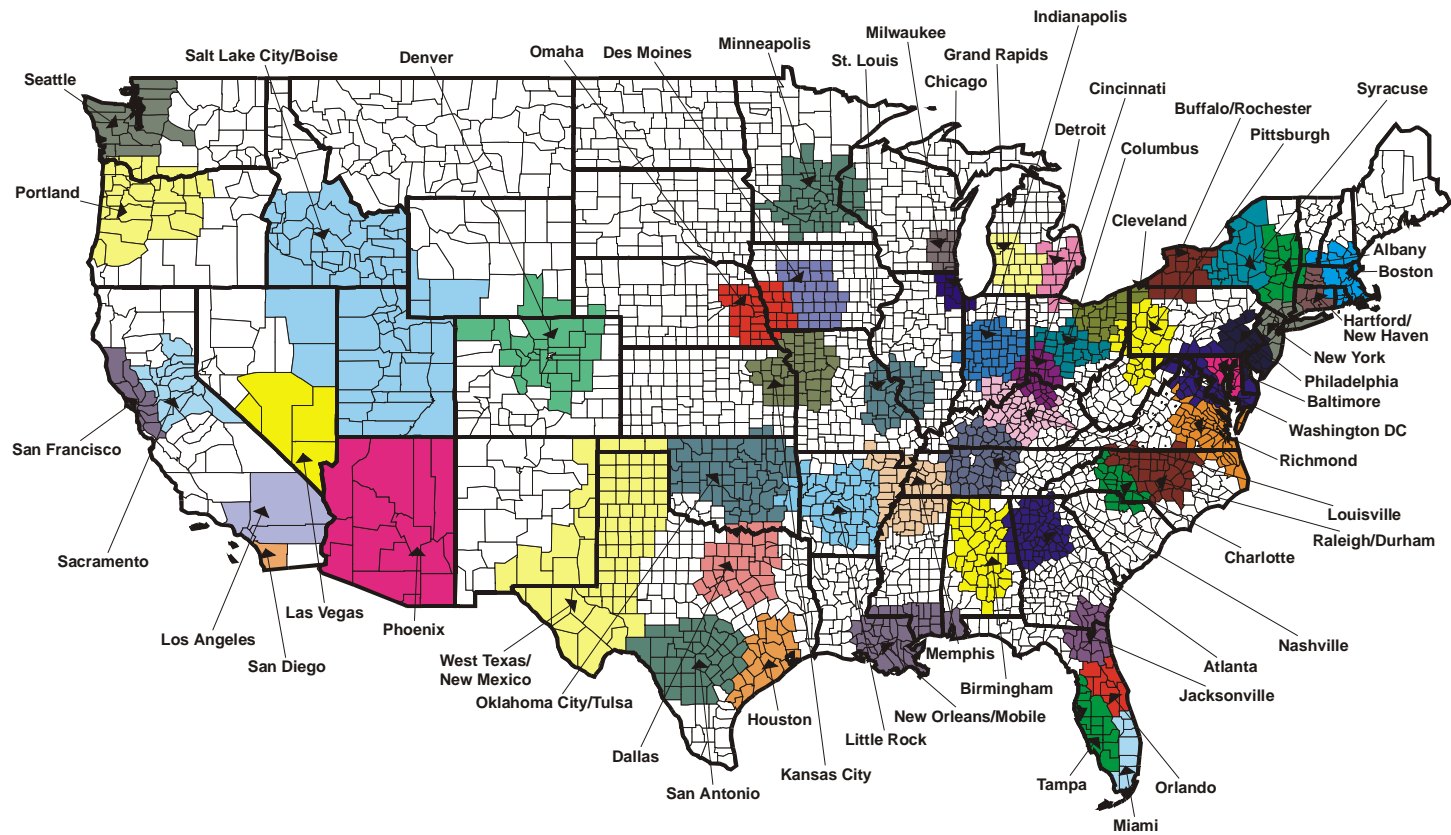 Indianapolis
Milwaukee
Minneapolis
Grand Rapids
Omaha
Des Moines
St. Louis
Salt Lake City/Boise
Denver
Chicago
Seattle
Cincinnati
Syracuse
Buffalo/Rochester
Detroit
Pittsburgh
Columbus
Portland
Cleveland
Albany
Boston
Hartford/
New Haven
New York
Philadelphia
Baltimore
Washington DC
San Francisco
Richmond
Louisville
Raleigh/Durham
Charlotte
Sacramento
Las Vegas
Phoenix
Los Angeles
San Diego
West Texas/
New Mexico
Oklahoma City/Tulsa
Memphis
Nashville
Atlanta
Birmingham
Jacksonville
New Orleans/Mobile
Houston
Little Rock
Dallas
Kansas City
San Antonio
Tampa
Orlando
Miami